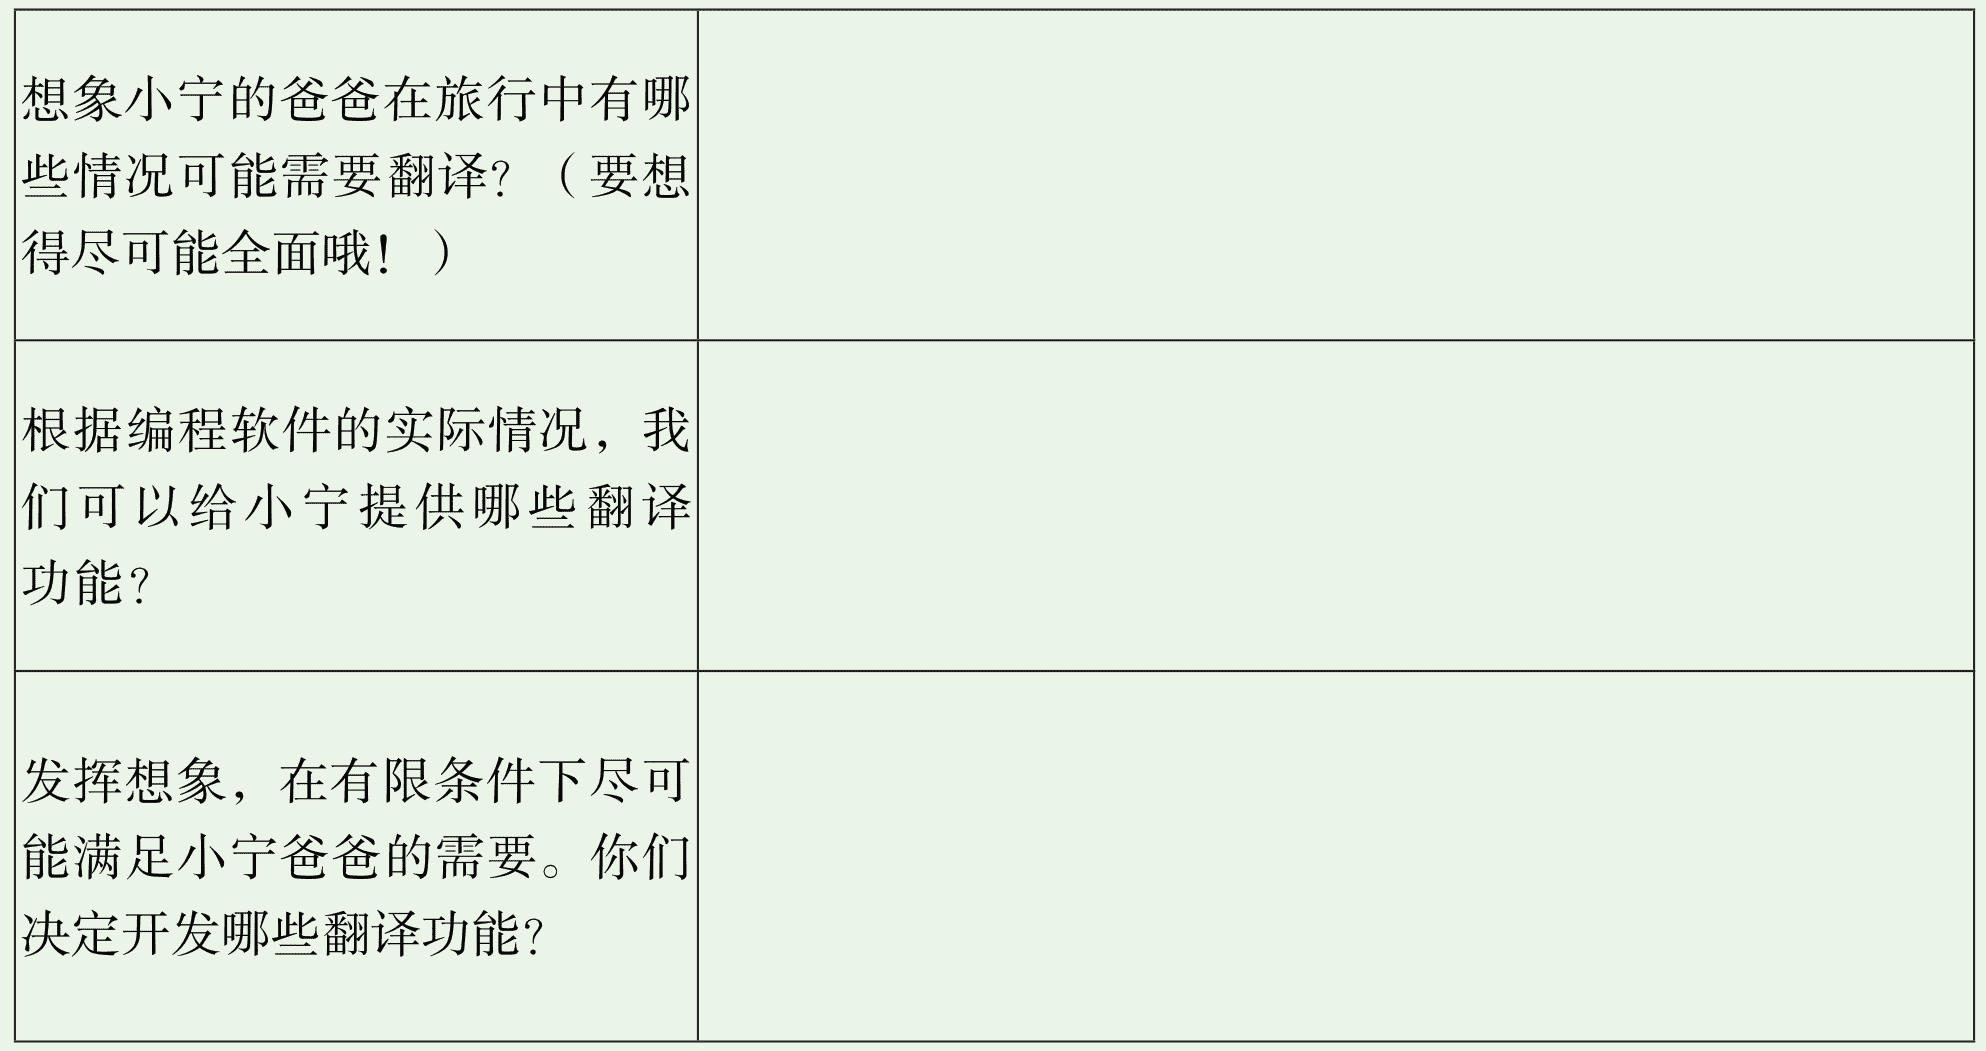 想象小宁的爸爸在旅行中有哪
些情况可能需要翻译？（要想
得尽可能全面哦！）
根据编程软件的实际情况，我
们可以给小宁提供哪些翻译
功能？
发挥想象，在有限条件下尽可
能满足小宁爸爸的需要。你们
决定开发哪些翻译功能？